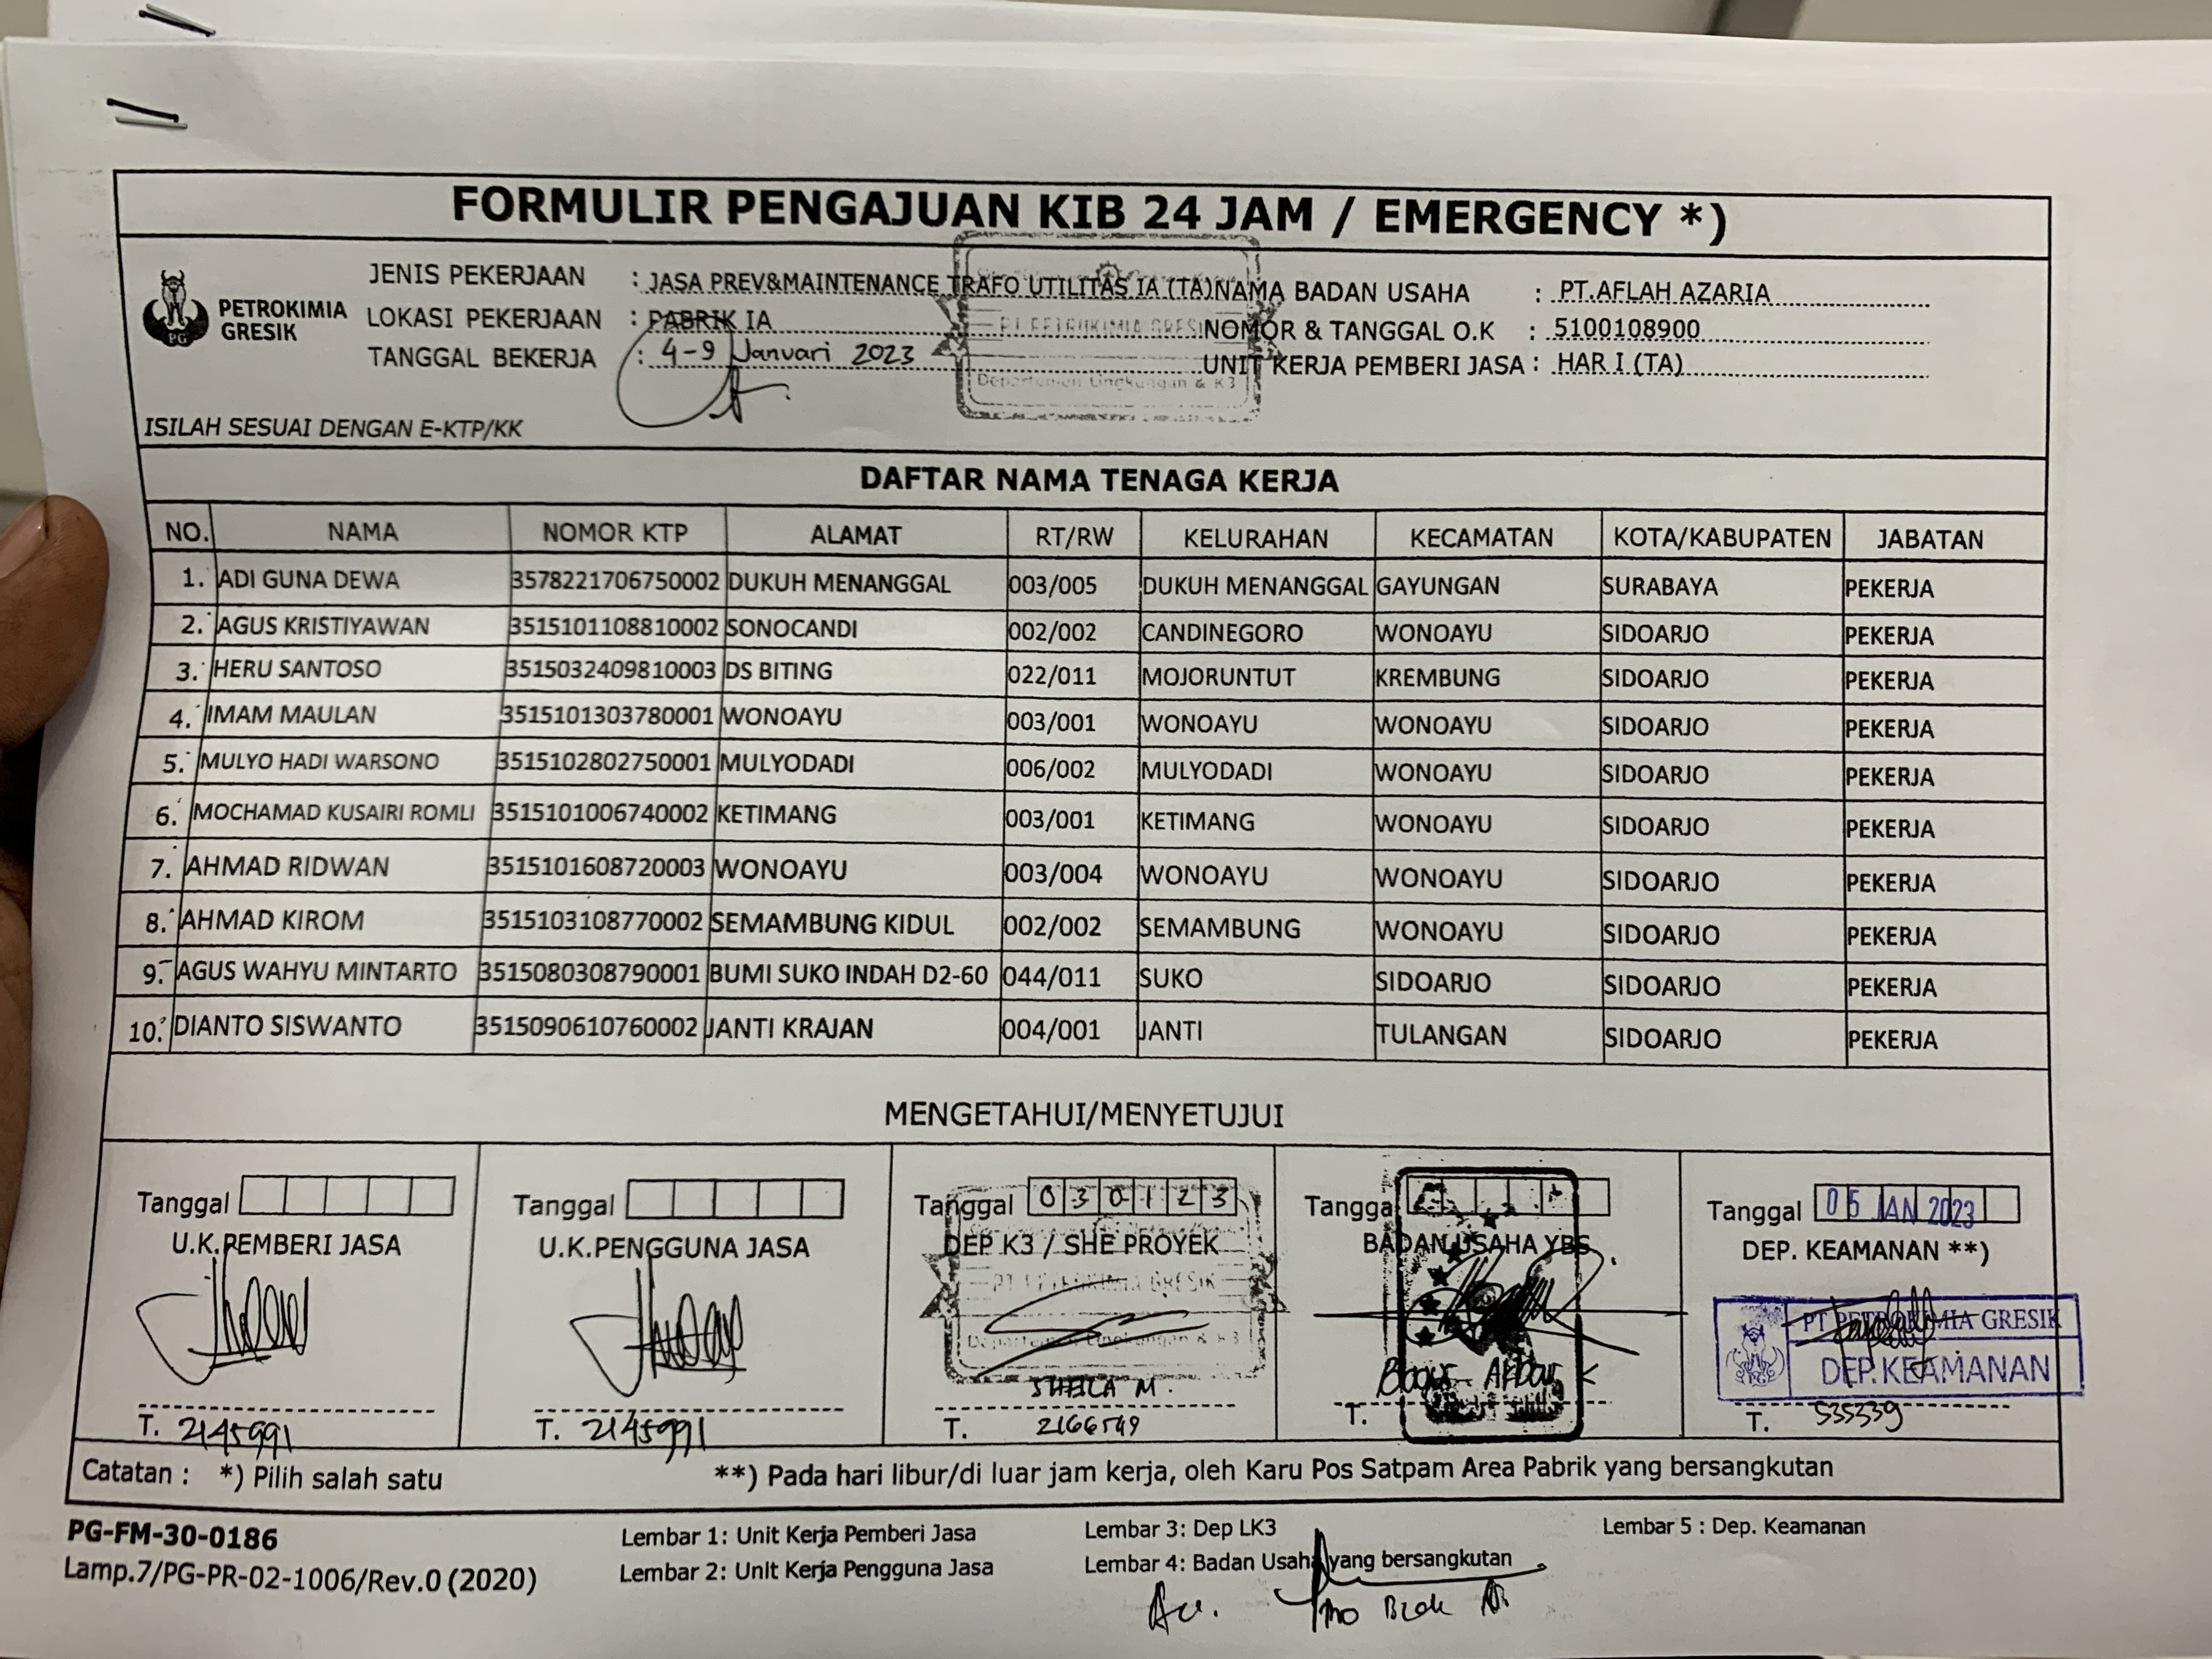 FORMULIR PENGAJUAN KIB 24 JAM / EMERGENCY *)
PETROKIMIA GRESIK
PG
JENIS PEKERJAAN : JASA PREV&MAINTENANCE TRAFO UTILITAS IA (TA)
LOKASI PEKERJAAN : PABRIK IA
TANGGAL BEKERJA : 4-9 Januari 2023
NAMA BADAN USAHA : PT.AFLAH AZARIA
NOMOR & TANGGAL O.K : 5100108900
UNIT KERJA PEMBERI JASA : HAR I (TA)
PT PETROKIMIA GRESIK
Departemen Lingkungan & K3
ISILAH SESUAI DENGAN E-KTP/KK
DAFTAR NAMA TENAGA KERJA
NO. NAMA NOMOR KTP ALAMAT RT/RW KELURAHAN KECAMATAN KOTA/KABUPATEN JABATAN
1. ADI GUNA DEWA 3578221706750002 DUKUH MENANGGAL 003/005 DUKUH MENANGGAL GAYUNGAN SURABAYA PEKERJA
2. AGUS KRISTIYAWAN 3515101108810002 SONOCANDI 002/002 CANDINEGORO WONOAYU SIDOARJO PEKERJA
3. HERU SANTOSO 3515032409810003 DS BITING 022/011 MOJORUNTUT KREMBUNG SIDOARJO PEKERJA
4. IMAM MAULAN 3515101303780001 WONOAYU 003/001 WONOAYU WONOAYU SIDOARJO PEKERJA
5. MULYO HADI WARSONO 3515102802750001 MULYODADI 006/002 MULYODADI WONOAYU SIDOARJO PEKERJA
6. MOCHAMAD KUSAIRI ROMLI 3515101006740002 KETIMANG 003/001 KETIMANG WONOAYU SIDOARJO PEKERJA
7. AHMAD RIDWAN 3515101608720003 WONOAYU 003/004 WONOAYU WONOAYU SIDOARJO PEKERJA
8. AHMAD KIROM 3515103108770002 SEMAMBUNG KIDUL 002/002 SEMAMBUNG WONOAYU SIDOARJO PEKERJA
9. AGUS WAHYU MINTARTO 3515080308790001 BUMI SUKO INDAH D2-60 044/011 SUKO SIDOARJO SIDOARJO PEKERJA
10. DIANTO SISWANTO 3515090610760002 JANTI KRAJAN 004/001 JANTI TULANGAN SIDOARJO PEKERJA
MENGETAHUI/MENYETUJUI
Tanggal
U.K.PEMBERI JASA
T. 2145991
Tanggal
U.K.PENGGUNA JASA
T. 2145991
Tanggal 030123
DEP K3 / SHE PROYEK
PT PETROKIMIA GRESIK
Departemen Lingkungan & K3
SHEILA M.
T. 2166549
Tanggal
BADAN USAHA YBS.
T.
Tanggal 05 JAN 2023
DEP. KEAMANAN **)
PT PETROKIMIA GRESIK
DEP. KEAMANAN
T. 535339
Catatan : *) Pilih salah satu **) Pada hari libur/di luar jam kerja, oleh Karu Pos Satpam Area Pabrik yang bersangkutan
PG-FM-30-0186
Lamp.7/PG-PR-02-1006/Rev.0 (2020)
Lembar 1: Unit Kerja Pemberi Jasa
Lembar 2: Unit Kerja Pengguna Jasa
Lembar 3: Dep LK3
Lembar 4: Badan Usaha yang bersangkutan
Lembar 5 : Dep. Keamanan